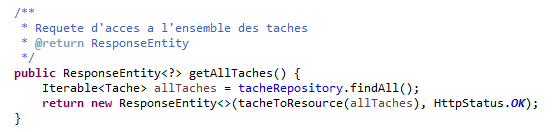 /**
 * Requete d'acces a l'ensemble des taches
 * @return ResponseEntity
 */
public ResponseEntity<?> getAllTaches() {
    Iterable<Tache> allTaches = tacheRepository.findAll();
    return new ResponseEntity<>(tacheToResource(allTaches), HttpStatus.OK);
}